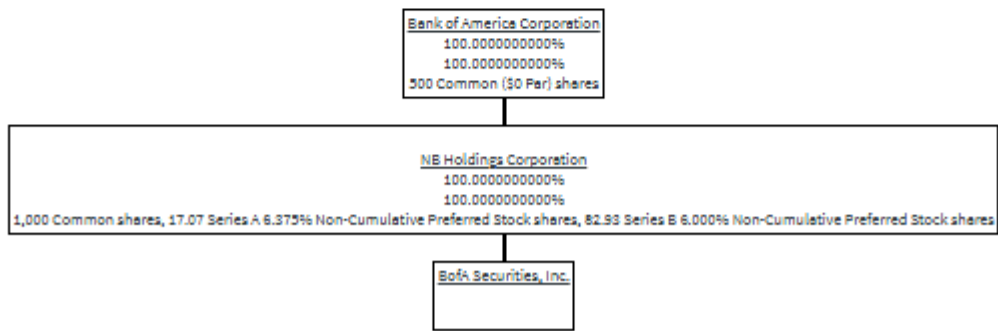 Bank of America Corporation
100.0000000000%
100.0000000000%
500 Common ($0 Par) shares
NB Holdings Corporation
100.0000000000%
100.0000000000%
1,000 Common shares, 17.07 Series A 6.375% Non-Cumulative Preferred Stock shares, 82.93 Series B 6.000% Non-Cumulative Preferred Stock shares
BofA Securities, Inc.